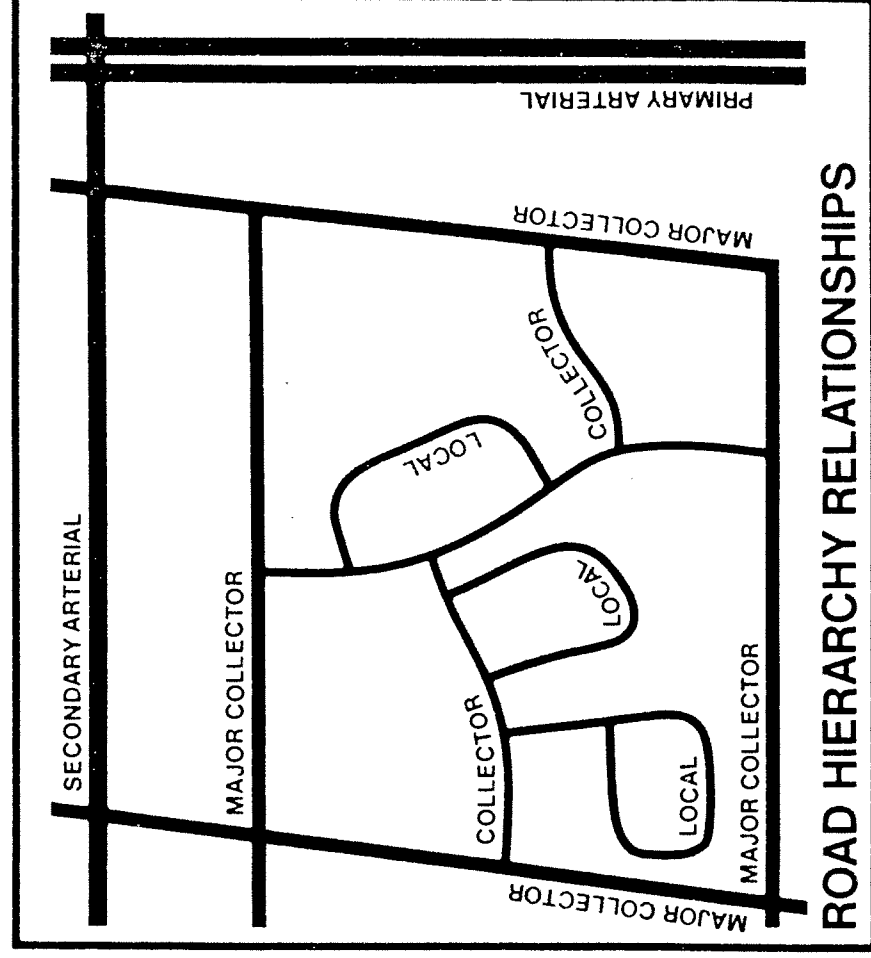 SECONDARY ARTERIAL
MAJOR COLLECTOR
COLLECTOR
LOCAL
MAJOR COLLECTOR
MAJOR COLLECTOR
LOCAL
LOCAL
COLLECTOR
MAJOR COLLECTOR
PRIMARY ARTERIAL
ROAD HIERARCHY RELATIONSHIPS